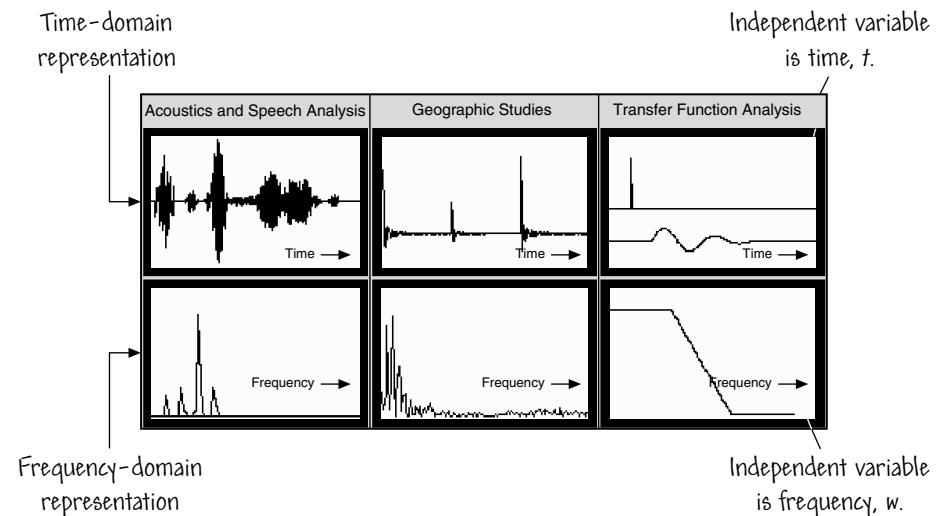 Time-domain
representation
Independent variable
is time, t.
Acoustics and Speech Analysis
Geographic Studies
Transfer Function Analysis
Time
Time
Time
Frequency
Frequency
Frequency
Frequency-domain
representation
Independent variable
is frequency, w.